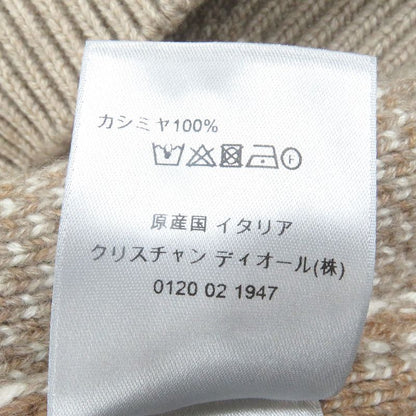 カシミヤ100%
原産国 イタリア
クリスチャン ディオール(株)
0120 02 1947